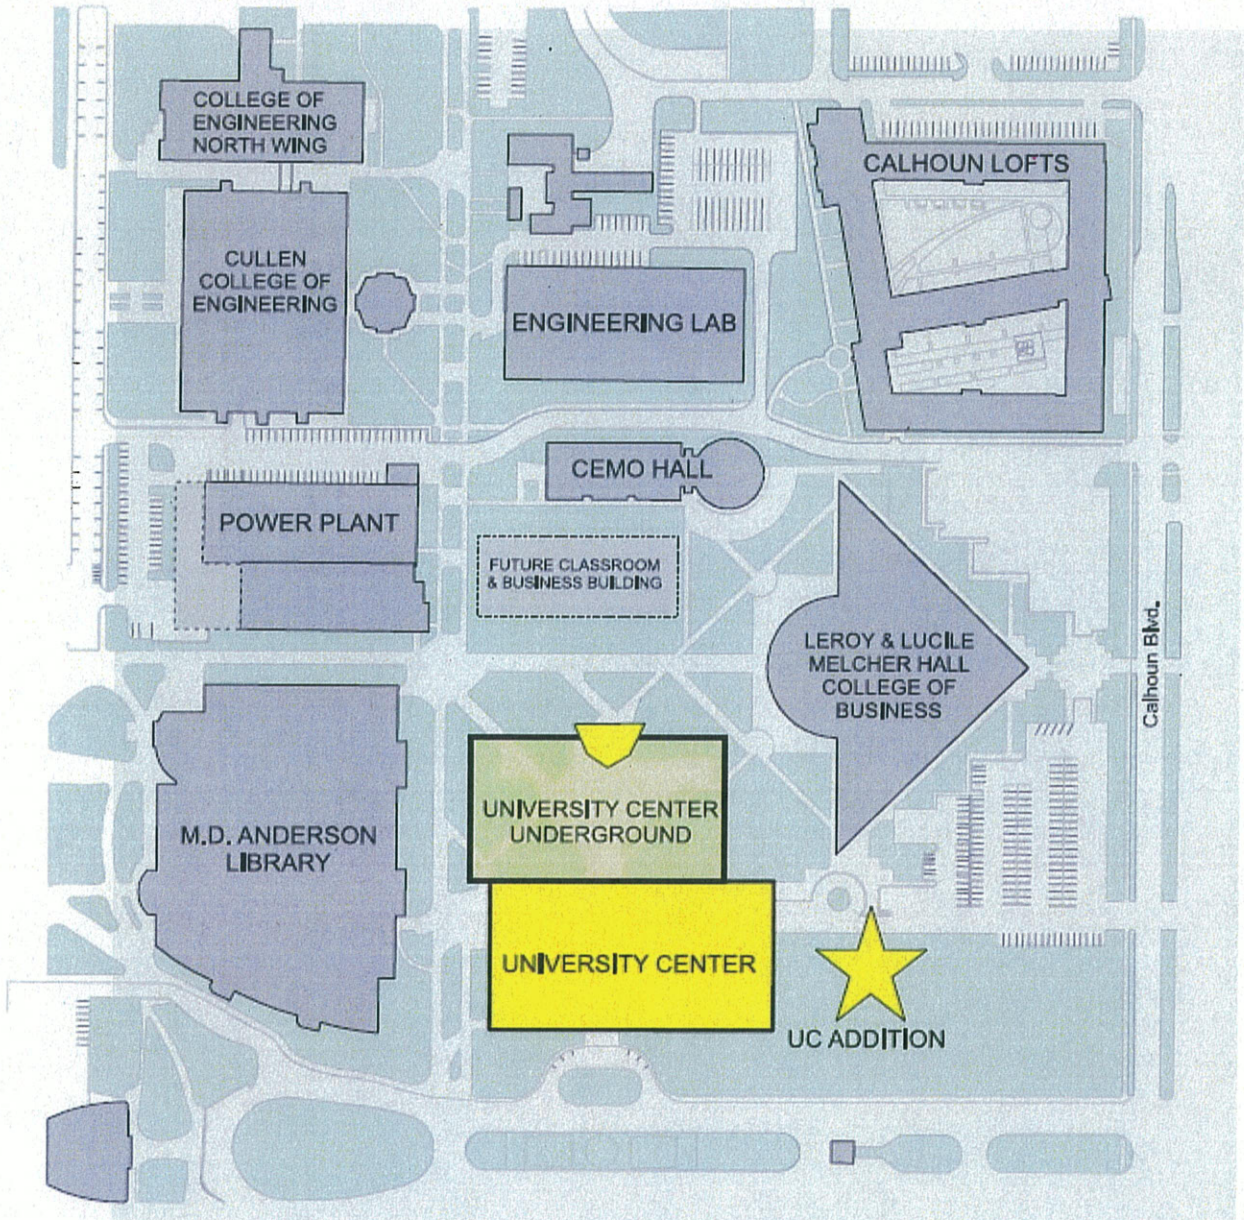 COLLEGE OF
ENGINEERING
NORTH WING
CALHOUN LOFTS
CULLEN
COLLEGE OF
ENGINEERING
ENGINEERING LAB
CEMO HALL
POWER PLANT
FUTURE CLASSROOM
& BUSINESS BUILDING
LEROY & LUCILE
MELCHER HALL
COLLEGE OF
BUSINESS
Calhoun Blvd.
UNIVERSITY CENTER
UNDERGROUND
M.D. ANDERSON
LIBRARY
UNIVERSITY CENTER
UC ADDITION